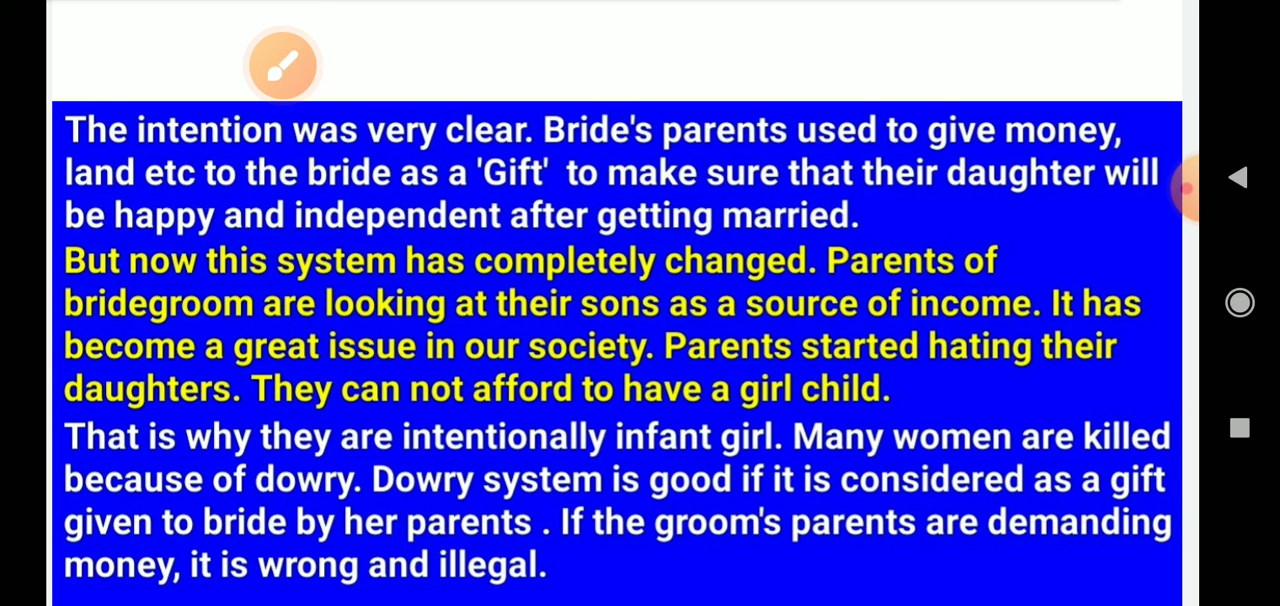 The intention was very clear. Bride's parents used to give money,
land etc to the bride as a 'Gift' to make sure that their daughter will
be happy and independent after getting married.
But now this system has completely changed. Parents of
bridegroom are looking at their sons as a source of income. It has
become a great issue in our society. Parents started hating their
daughters. They can not afford to have a girl child.
That is why they are intentionally infant girl. Many women are killed
because of dowry. Dowry system is good if it is considered as a gift
given to bride by her parents . If the groom's parents are demanding
money, it is wrong and illegal.